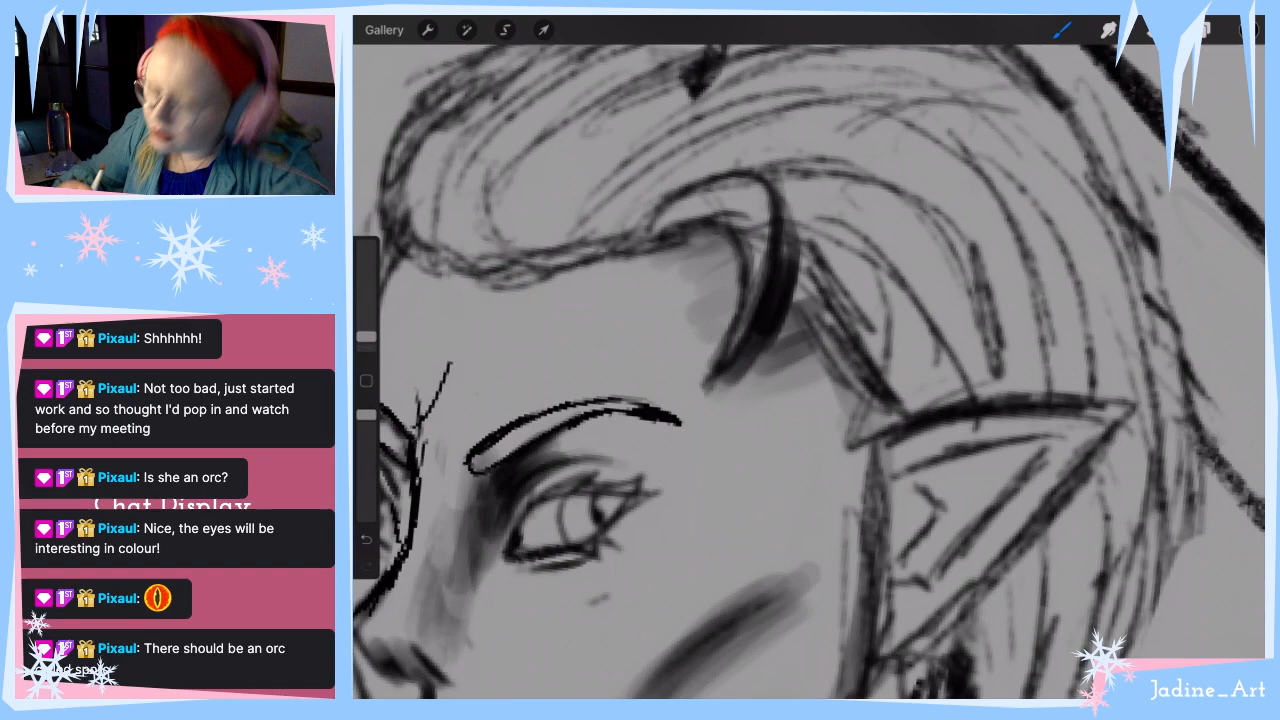 Gallery
Pixaul: Shhhhhh!
Pixaul: Not too bad, just started
work and so thought I'd pop in and watch
before my meeting
Pixaul: Is she an orc?
Chat Display
Pixaul: Nice, the eyes will be
interesting in colour!
Pixaul:
Pixaul: There should be an orc
Jadine_Art